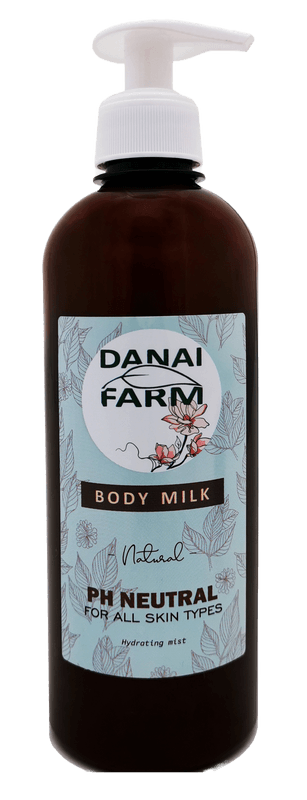 DANAI
FARM
BODY MILK
- Natural -
PH NEUTRAL
FOR ALL SKIN TYPES
Hydrating mist